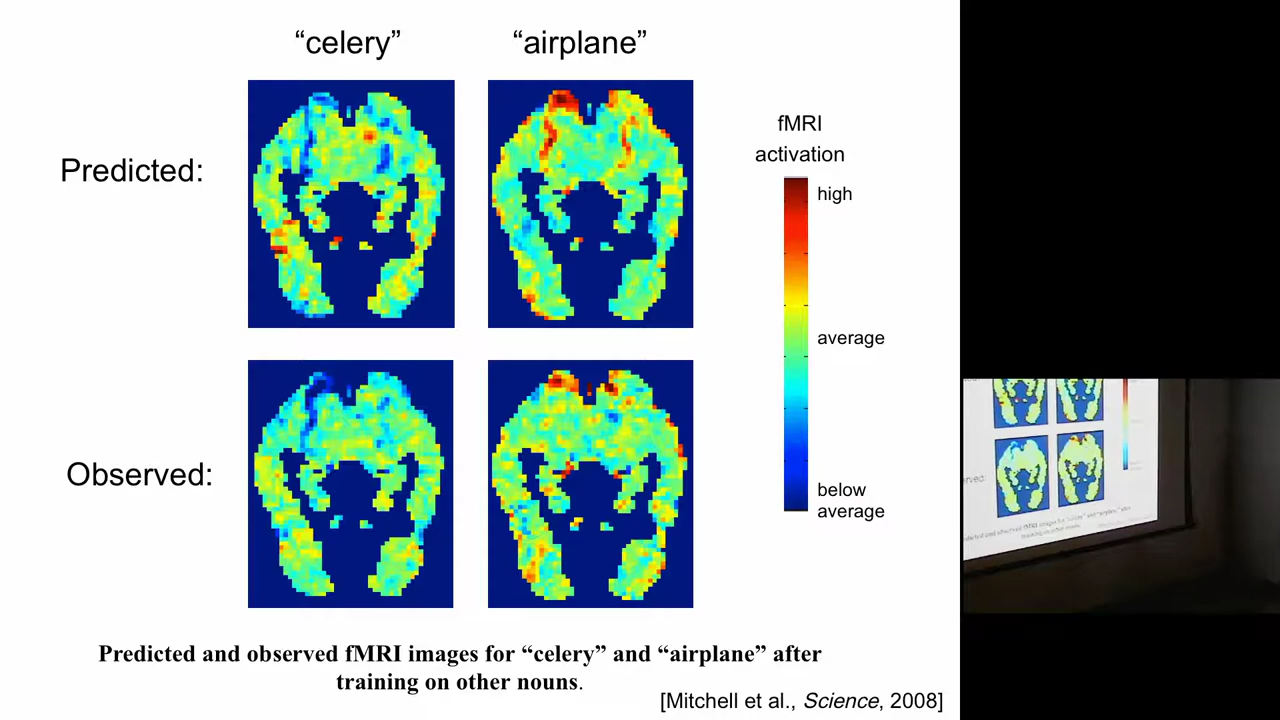 “celery”
“airplane”
Predicted:
fMRI
activation
high
average
below
average
Observed:
Predicted and observed fMRI images for “celery” and “airplane” after
training on other nouns.
[Mitchell et al., Science, 2008]